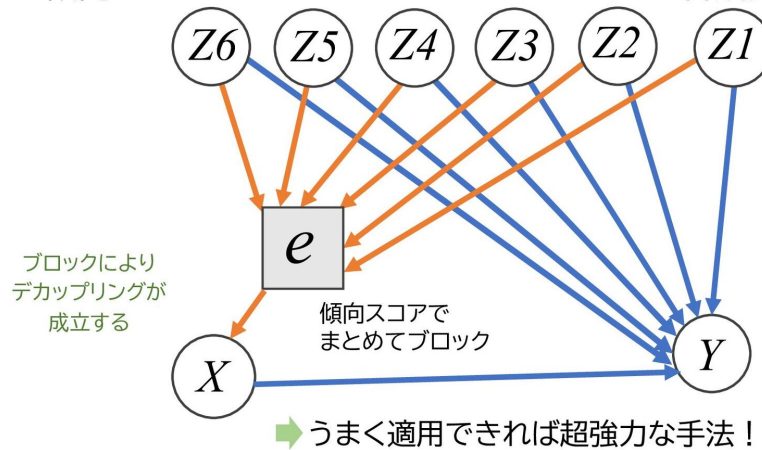 Z6 Z5 Z4 Z3 Z2 Z1
e
ブロックにより
デカップリングが
成立する
傾向スコアで
まとめてブロック
X
Y
うまく適用できれば超強力な手法！